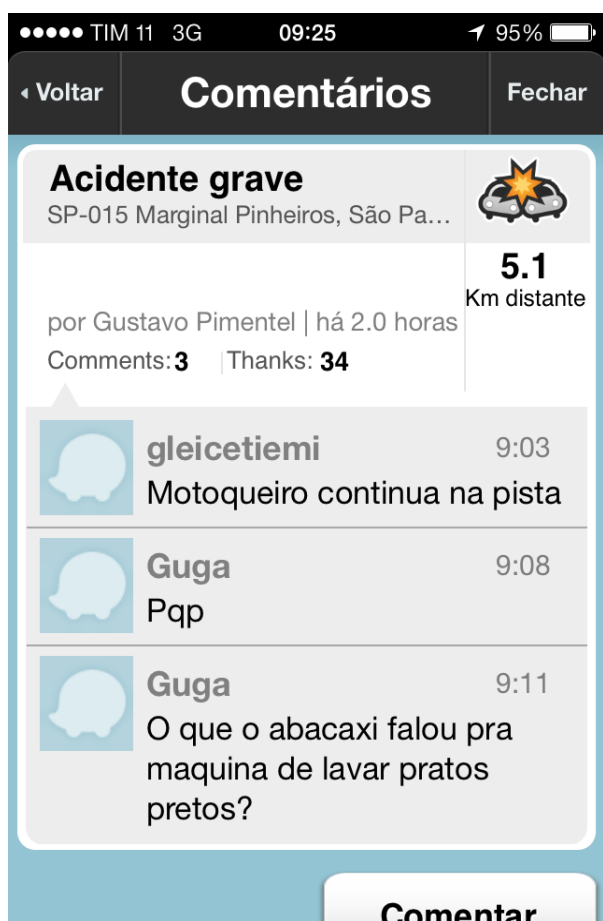 TIM 11 3G 09:25 95%
Voltar Comentários Fechar
Acidente grave
SP-015 Marginal Pinheiros, São Pa...
5.1
Km distante
por Gustavo Pimentel | há 2.0 horas
Comments: 3 Thanks: 34
gleicetiemi 9:03
Motoqueiro continua na pista
Guga 9:08
Pqp
Guga 9:11
O que o abacaxi falou pra
maquina de lavar pratos
pretos?
Comentar